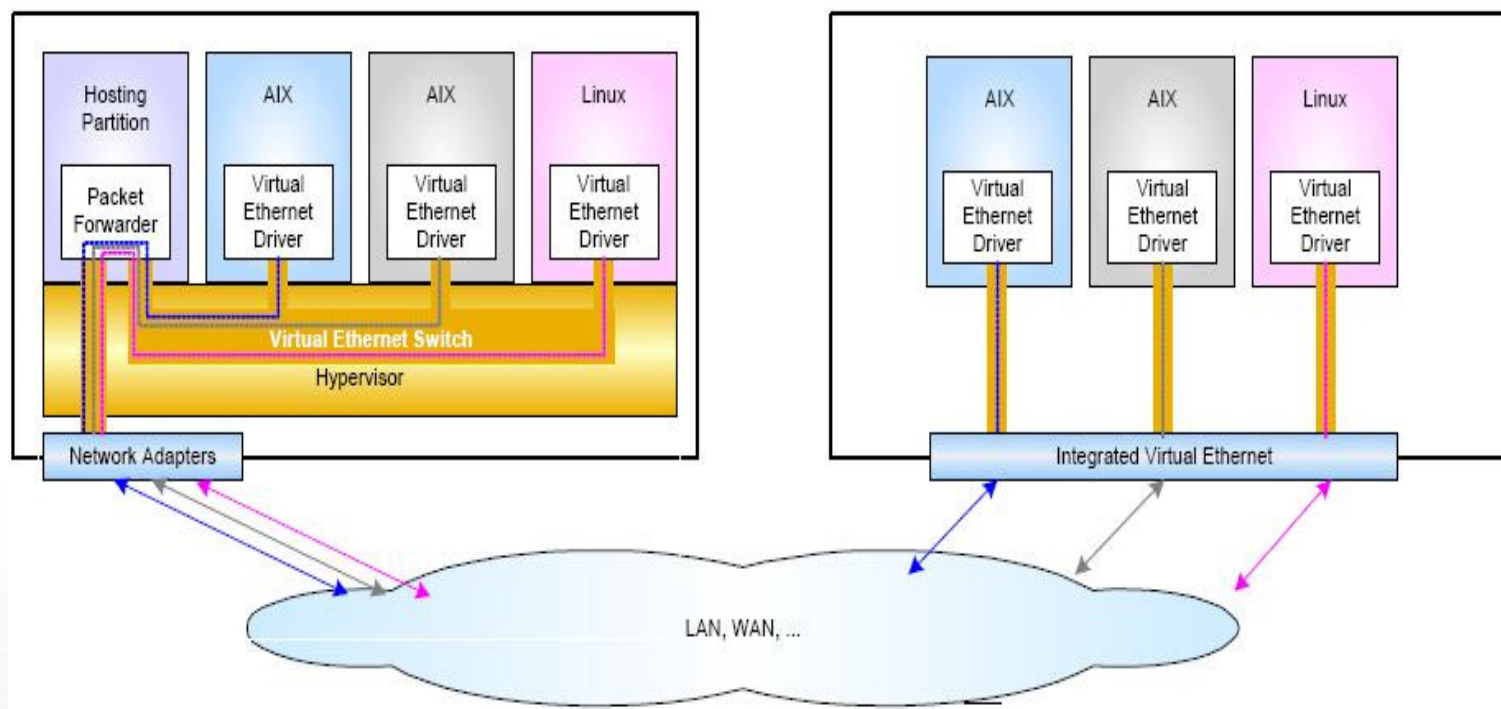 Hosting
Partition
Packet
Forwarder
AIX
Virtual
Ethernet
Driver
AIX
Virtual
Ethernet
Driver
Linux
Virtual
Ethernet
Driver
Virtual Ethernet Switch
Hypervisor
Network Adapters
AIX
Virtual
Ethernet
Driver
AIX
Virtual
Ethernet
Driver
Linux
Virtual
Ethernet
Driver
Integrated Virtual Ethernet
LAN, WAN, ...